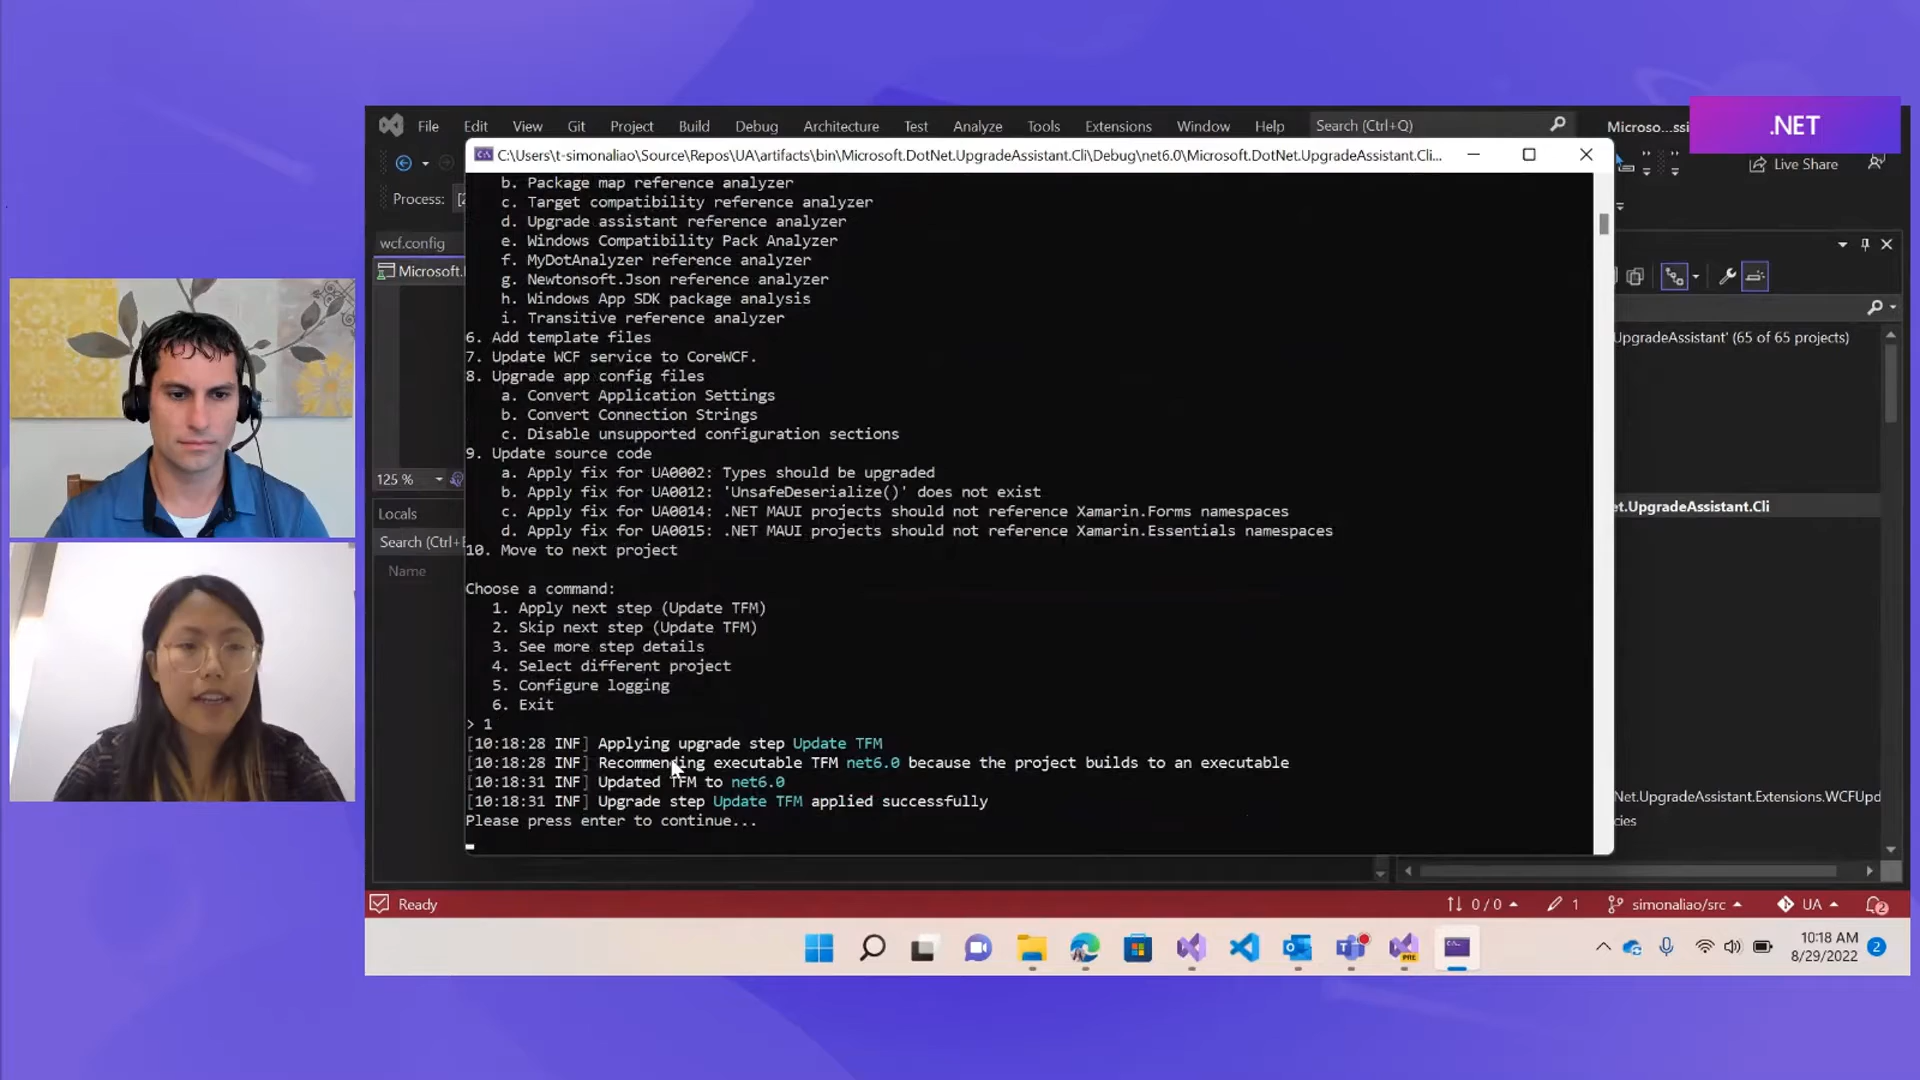 File Edit View Git Project Build Debug Architecture Test Analyze Tools Extensions Window Help Search (Ctrl+Q) Microso...ssi
.NET
Live Share
C:\Users\t-simonaliao\Source\Repos\UA\artifacts\bin\Microsoft.DotNet.UpgradeAssistant.Cli\Debug\net6.0\Microsoft.DotNet.UpgradeAssistant.Cli...
Process:
wcf.config
Microsoft.
125 %
Locals
Search (Ctrl+
Name
b. Package map reference analyzer
c. Target compatibility reference analyzer
d. Upgrade assistant reference analyzer
e. Windows Compatibility Pack Analyzer
f. MyDotAnalyzer reference analyzer
g. Newtonsoft.Json reference analyzer
h. Windows App SDK package analysis
i. Transitive reference analyzer
6. Add template files
7. Update WCF service to CoreWCF.
8. Upgrade app config files
a. Convert Application Settings
b. Convert Connection Strings
c. Disable unsupported configuration sections
9. Update source code
a. Apply fix for UA0002: Types should be upgraded
b. Apply fix for UA0012: 'UnsafeDeserialize()' does not exist
c. Apply fix for UA0014: .NET MAUI projects should not reference Xamarin.Forms namespaces
d. Apply fix for UA0015: .NET MAUI projects should not reference Xamarin.Essentials namespaces
10. Move to next project
Choose a command:
1. Apply next step (Update TFM)
2. Skip next step (Update TFM)
3. See more step details
4. Select different project
5. Configure logging
6. Exit
> 1
[10:18:28 INF] Applying upgrade step Update TFM
[10:18:28 INF] Recommending executable TFM net6.0 because the project builds to an executable
[10:18:31 INF] Updated TFM to net6.0
[10:18:31 INF] Upgrade step Update TFM applied successfully
Please press enter to continue...
UpgradeAssistant' (65 of 65 projects)
et.UpgradeAssistant.Cli
Net.UpgradeAssistant.Extensions.WCFUpd
cies
Ready
0 / 0
1
simonaliao/src
UA
2
PRE
10:18 AM
8/29/2022
2